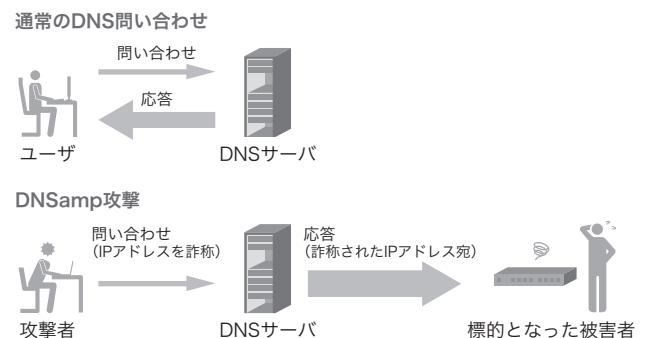 通常のDNS問い合わせ
問い合わせ
応答
ユーザ
DNSサーバ
DNSamp攻撃
問い合わせ
（IPアドレスを詐称）
応答
（詐称されたIPアドレス宛）
攻撃者
DNSサーバ
標的となった被害者